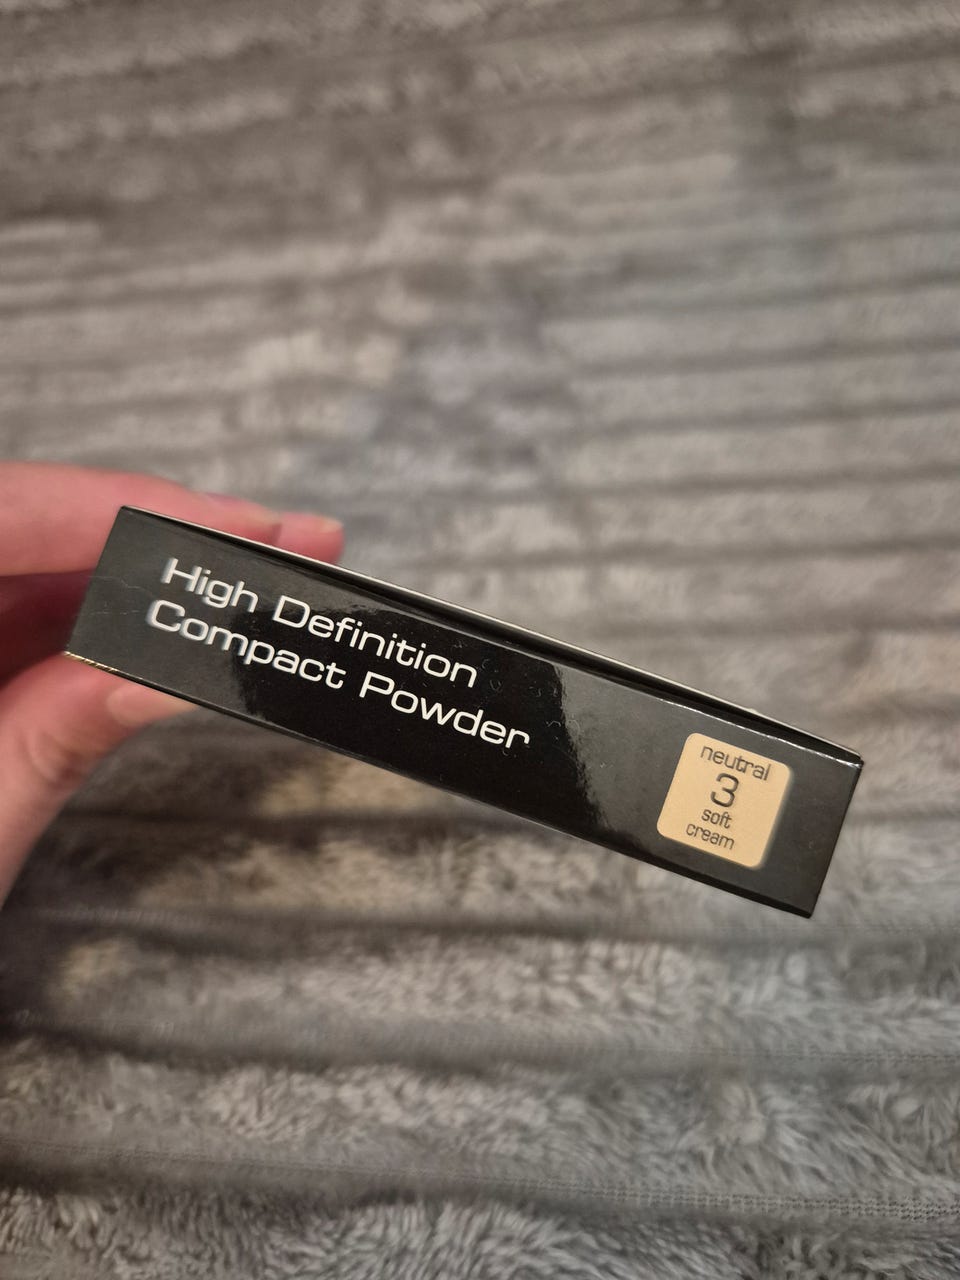 High Definition
Compact Powder
neutral
3
soft
cream